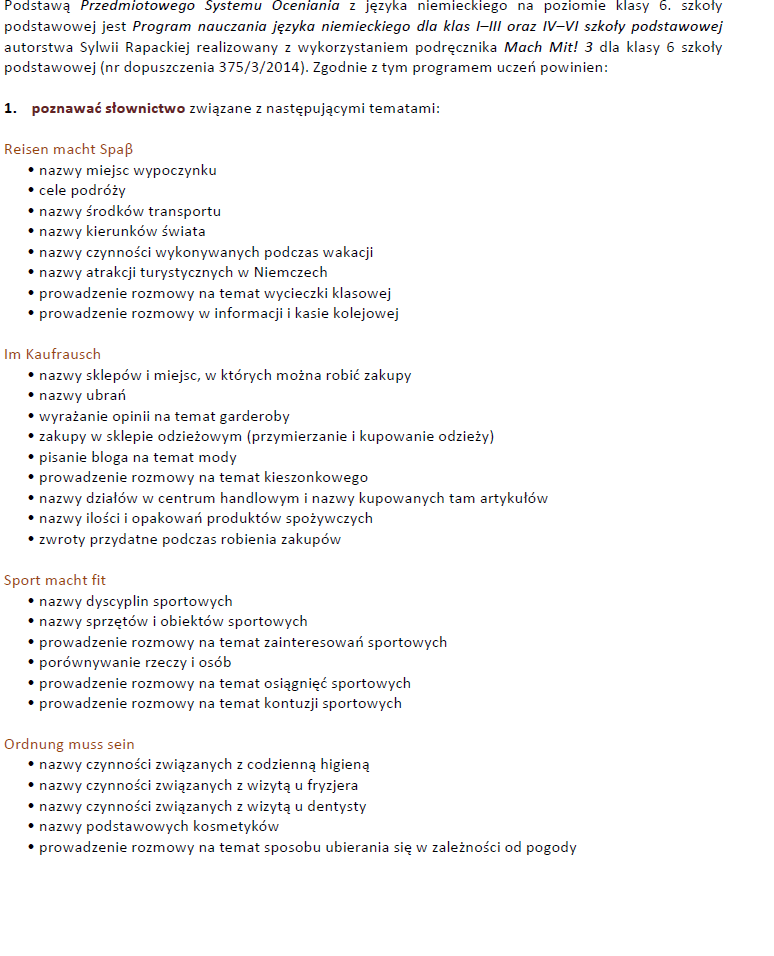 Podstawą Przedmiotowego Systemu Oceniania z języka niemieckiego na poziomie klasy 6. szkoły
podstawowej jest Program nauczania języka niemieckiego dla klas I–III oraz IV–VI szkoły podstawowej
autorstwa Sylwii Rapackiej realizowany z wykorzystaniem podręcznika Mach Mit! 3 dla klasy 6 szkoły
podstawowej (nr dopuszczenia 375/3/2014). Zgodnie z tym programem uczeń powinien:
1. poznawać słownictwo związane z następującymi tematami:
Reisen macht Spaβ
• nazwy miejsc wypoczynku
• cele podróży
• nazwy środków transportu
• nazwy kierunków świata
• nazwy czynności wykonywanych podczas wakacji
• nazwy atrakcji turystycznych w Niemczech
• prowadzenie rozmowy na temat wycieczki klasowej
• prowadzenie rozmowy w informacji i kasie kolejowej
Im Kaufrausch
• nazwy sklepów i miejsc, w których można robić zakupy
• nazwy ubrań
• wyrażanie opinii na temat garderoby
• zakupy w sklepie odzieżowym (przymierzanie i kupowanie odzieży)
• pisanie bloga na temat mody
• prowadzenie rozmowy na temat kieszonkowego
• nazwy działów w centrum handlowym i nazwy kupowanych tam artykułów
• nazwy ilości i opakowań produktów spożywczych
• zwroty przydatne podczas robienia zakupów
Sport macht fit
• nazwy dyscyplin sportowych
• nazwy sprzętów i obiektów sportowych
• prowadzenie rozmowy na temat zainteresowań sportowych
• porównywanie rzeczy i osób
• prowadzenie rozmowy na temat osiągnięć sportowych
• prowadzenie rozmowy na temat kontuzji sportowych
Ordnung muss sein
• nazwy czynności związanych z codzienną higieną
• nazwy czynności związanych z wizytą u fryzjera
• nazwy czynności związanych z wizytą u dentysty
• nazwy podstawowych kosmetyków
• prowadzenie rozmowy na temat sposobu ubierania się w zależności od pogody